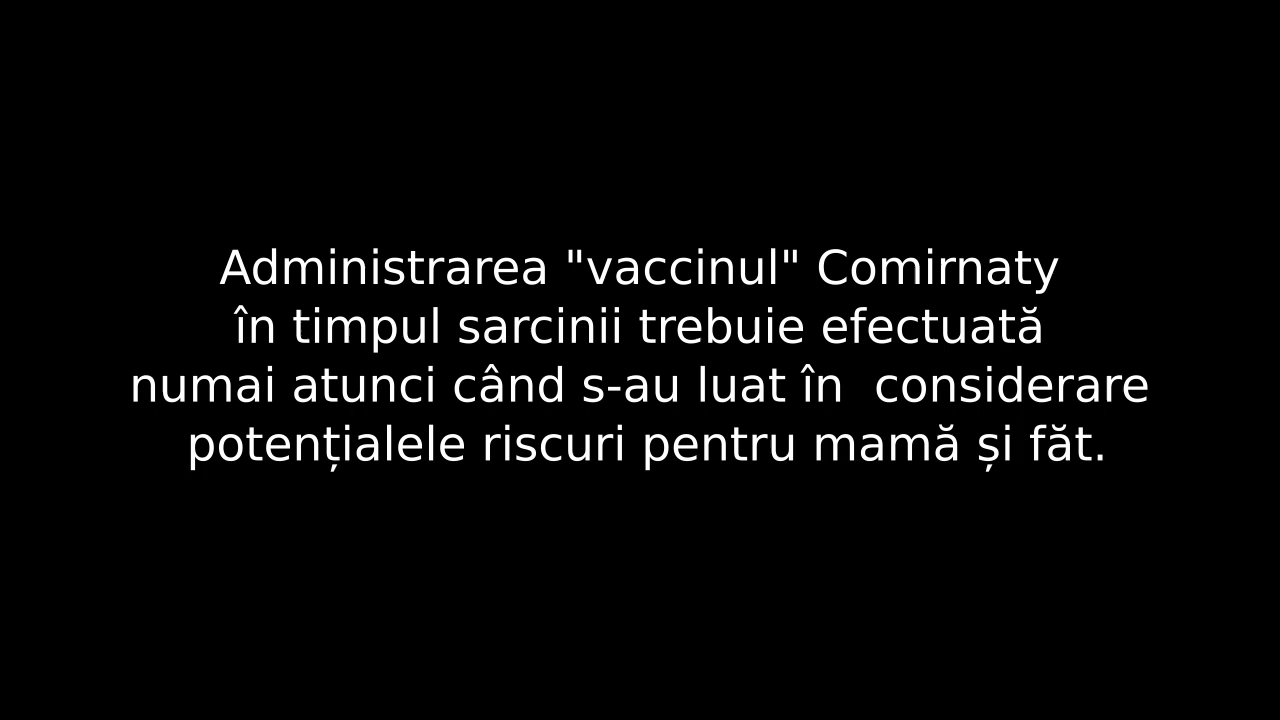 Administrarea "vaccinul" Comirnaty
în timpul sarcinii trebuie efectuată
numai atunci când s-au luat în  considerare
potențialele riscuri pentru mamă și făt.